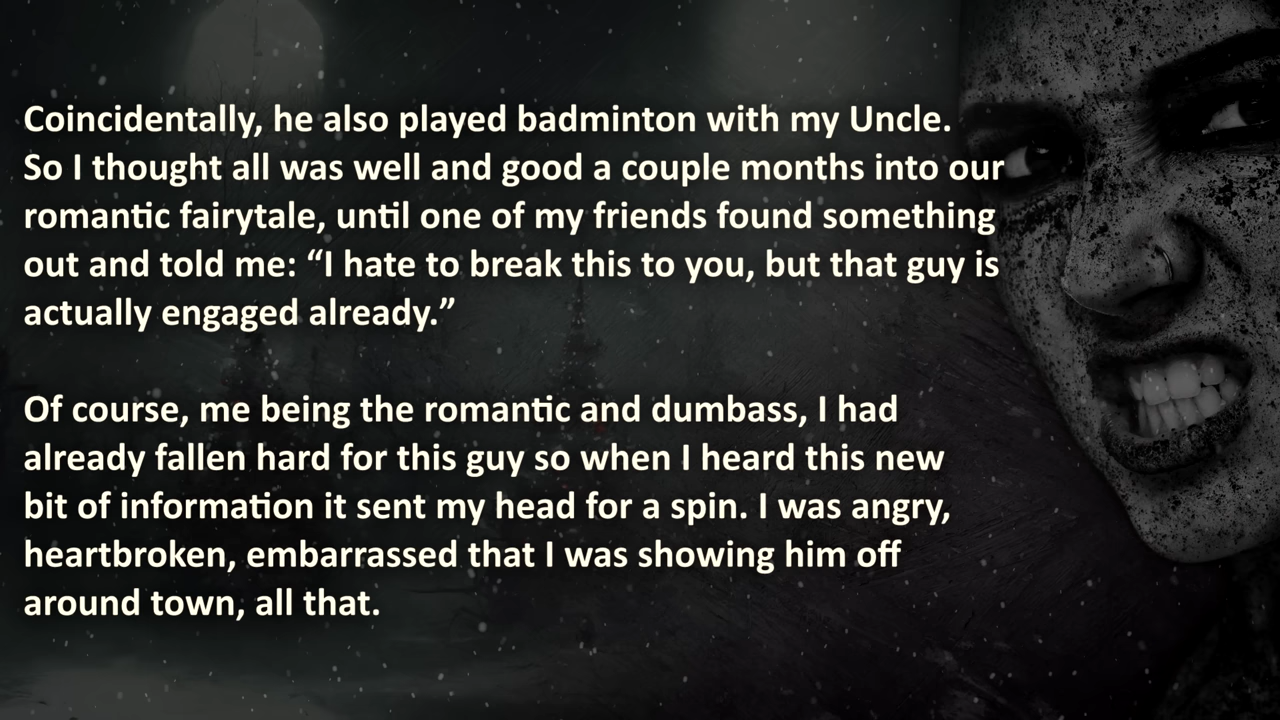 Coincidentally, he also played badminton with my Uncle.
So I thought all was well and good a couple months into our
romantic fairytale, until one of my friends found something
out and told me: “I hate to break this to you, but that guy is
actually engaged already.”
Of course, me being the romantic and dumbass, I had
already fallen hard for this guy so when I heard this new
bit of information it sent my head for a spin. I was angry,
heartbroken, embarrassed that I was showing him off
around town, all that.